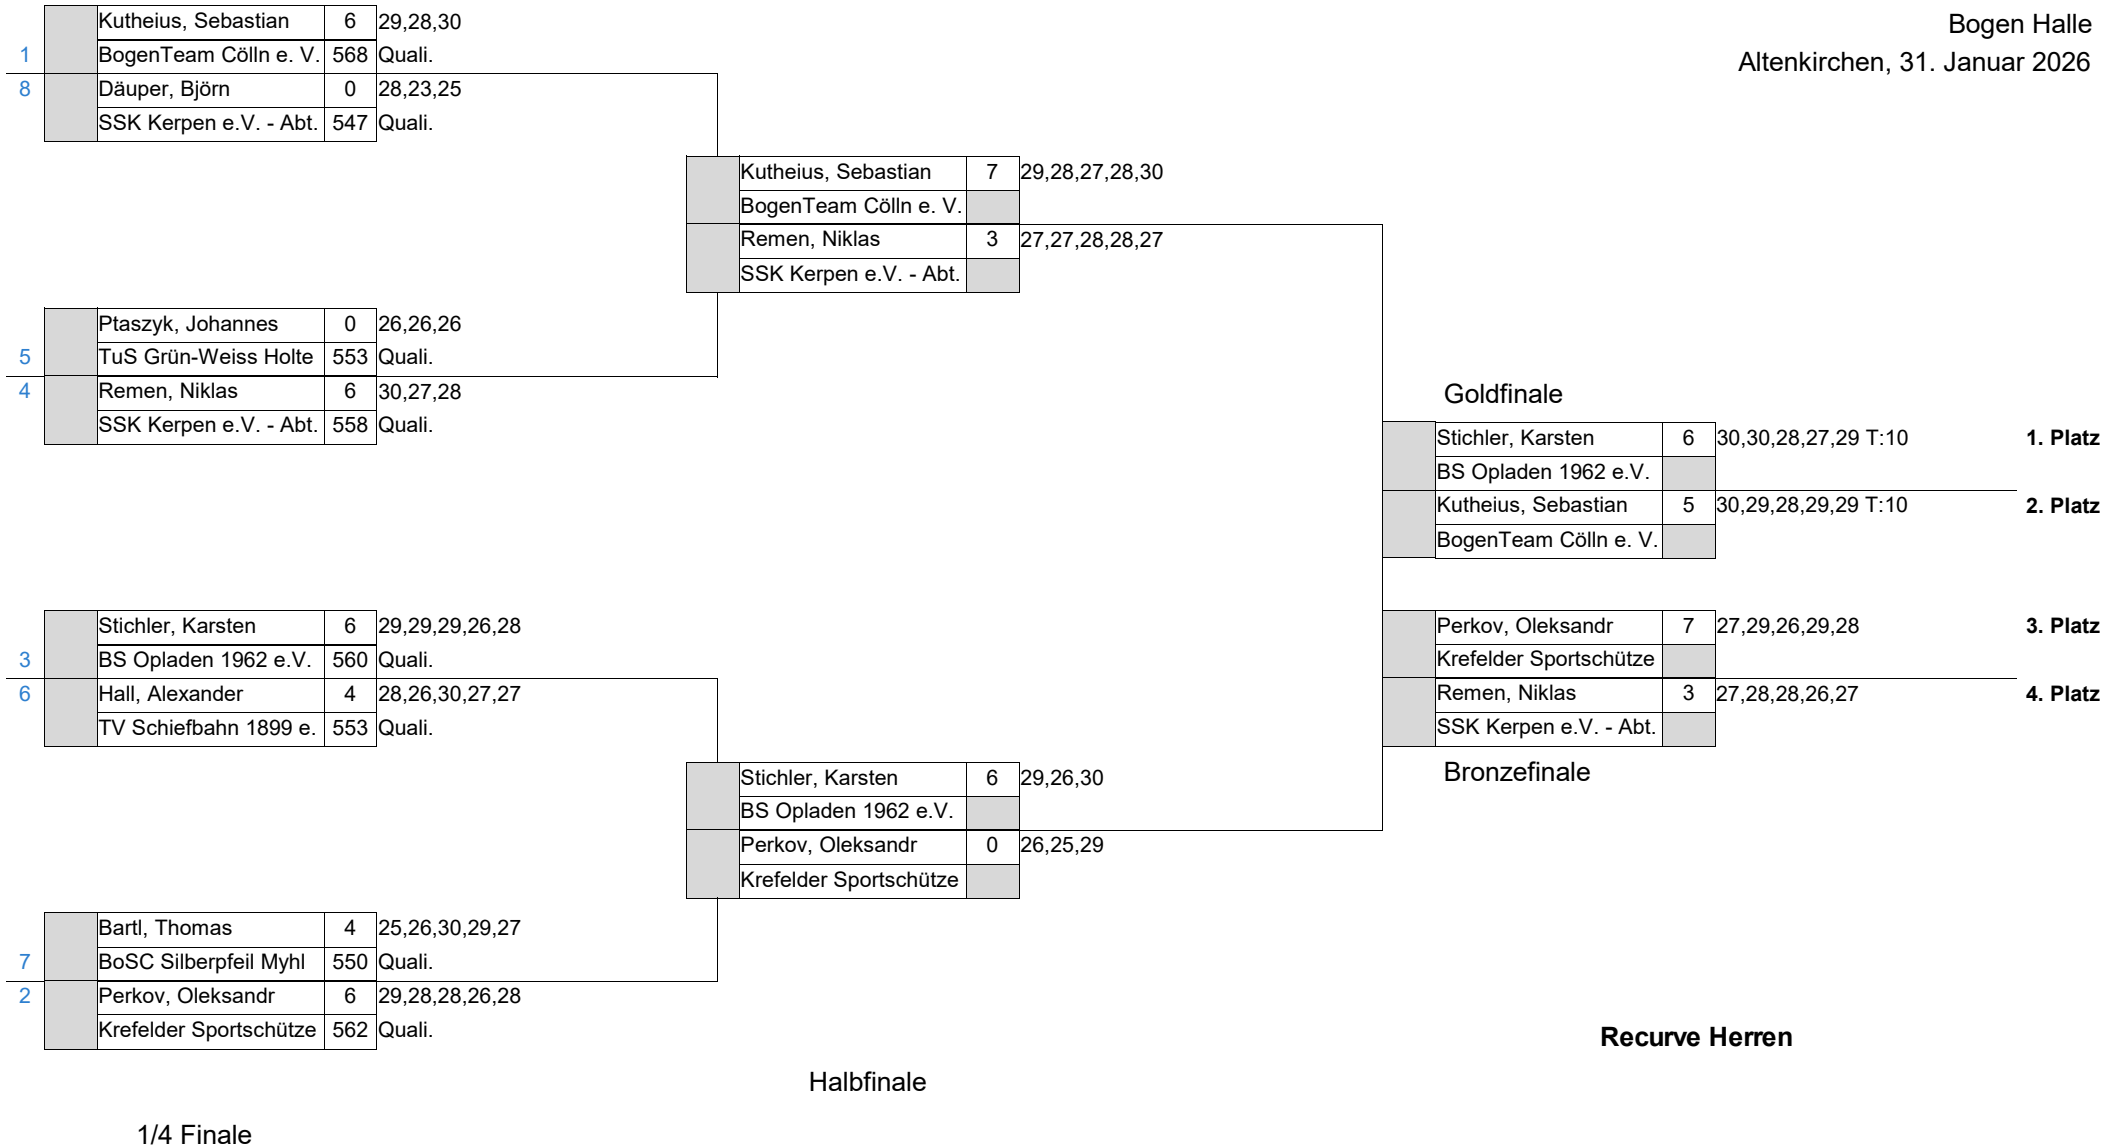 Bogen Halle
Altenkirchen, 31. Januar 2026
Kutheius, Sebastian 6 29,28,30
1 BogenTeam Cölln e. V. 568 Quali.
8 Däuper, Björn 0 28,23,25
SSK Kerpen e.V. - Abt. 547 Quali.
Ptaszyk, Johannes 0 26,26,26
5 TuS Grün-Weiss Holte 553 Quali.
4 Remen, Niklas 6 30,27,28
SSK Kerpen e.V. - Abt. 558 Quali.
Stichler, Karsten 6 29,29,29,26,28
3 BS Opladen 1962 e.V. 560 Quali.
6 Hall, Alexander 4 28,26,30,27,27
TV Schiefbahn 1899 e. 553 Quali.
Bartl, Thomas 4 25,26,30,29,27
7 BoSC Silberpfeil Myhl 550 Quali.
2 Perkov, Oleksandr 6 29,28,28,26,28
Krefelder Sportschütze 562 Quali.
1/4 Finale
Kutheius, Sebastian 7 29,28,27,28,30
BogenTeam Cölln e. V.
Remen, Niklas 3 27,27,28,28,27
SSK Kerpen e.V. - Abt.
Stichler, Karsten 6 29,26,30
BS Opladen 1962 e.V.
Perkov, Oleksandr 0 26,25,29
Krefelder Sportschütze
Halbfinale
Goldfinale
Stichler, Karsten 6 30,30,28,27,29 T:10 1. Platz
BS Opladen 1962 e.V.
Kutheius, Sebastian 5 30,29,28,29,29 T:10 2. Platz
BogenTeam Cölln e. V.
Perkov, Oleksandr 7 27,29,26,29,28 3. Platz
Krefelder Sportschütze
Remen, Niklas 3 27,28,28,26,27 4. Platz
SSK Kerpen e.V. - Abt.
Bronzefinale
Recurve Herren